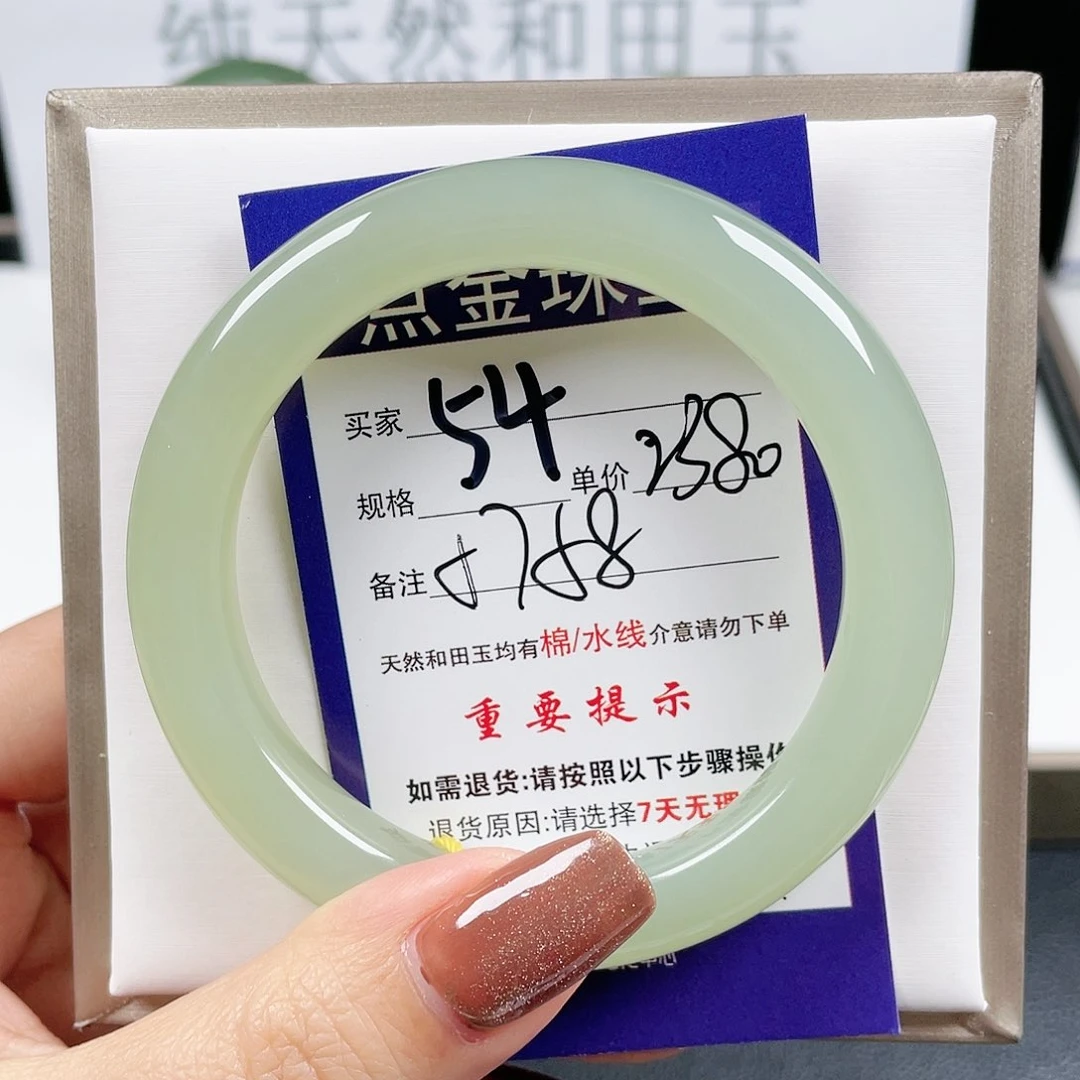 纯天然和田玉
点金珠
买家 54
规格 单价 2580
备注
天然和田玉均有棉/水线介意请勿下单
重要提示
如需退货:请按照以下步骤操作
退货原因:请选择7天无理